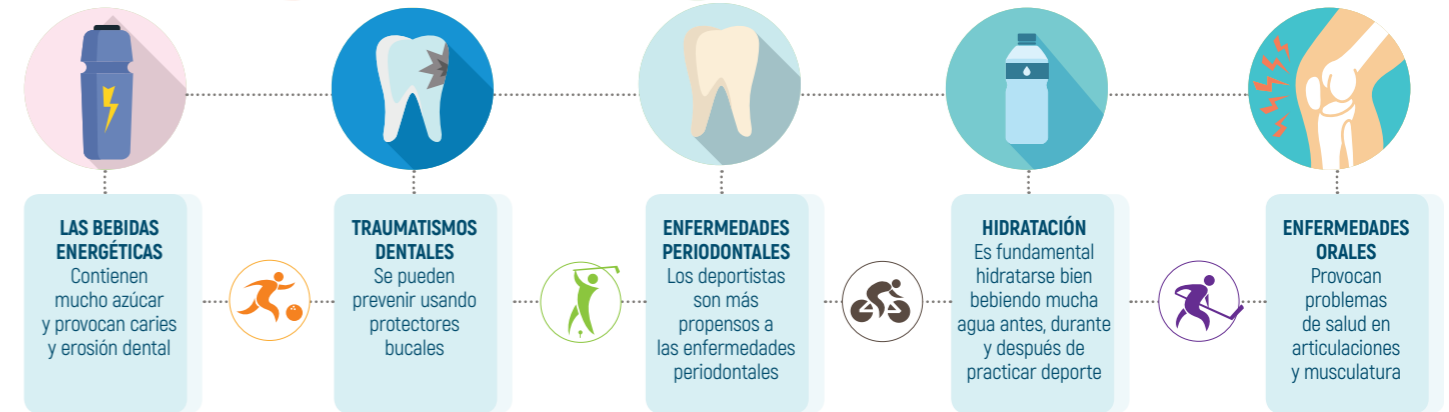 LAS BEBIDAS
ENERGÉTICAS
Contienen
mucho azúcar
y provocan caries
y erosión dental
TRAUMATISMOS
DENTALES
Se pueden
prevenir usando
protectores
bucales
ENFERMEDADES
PERIODONTALES
Los deportistas
son más
propensos a
las enfermedades
periodontales
HIDRATACIÓN
Es fundamental
hidratarse bien
bebiendo mucha
agua antes, durante
y después de
practicar deporte
ENFERMEDADES
ORALES
Provocan
problemas
de salud en
articulaciones
y musculatura